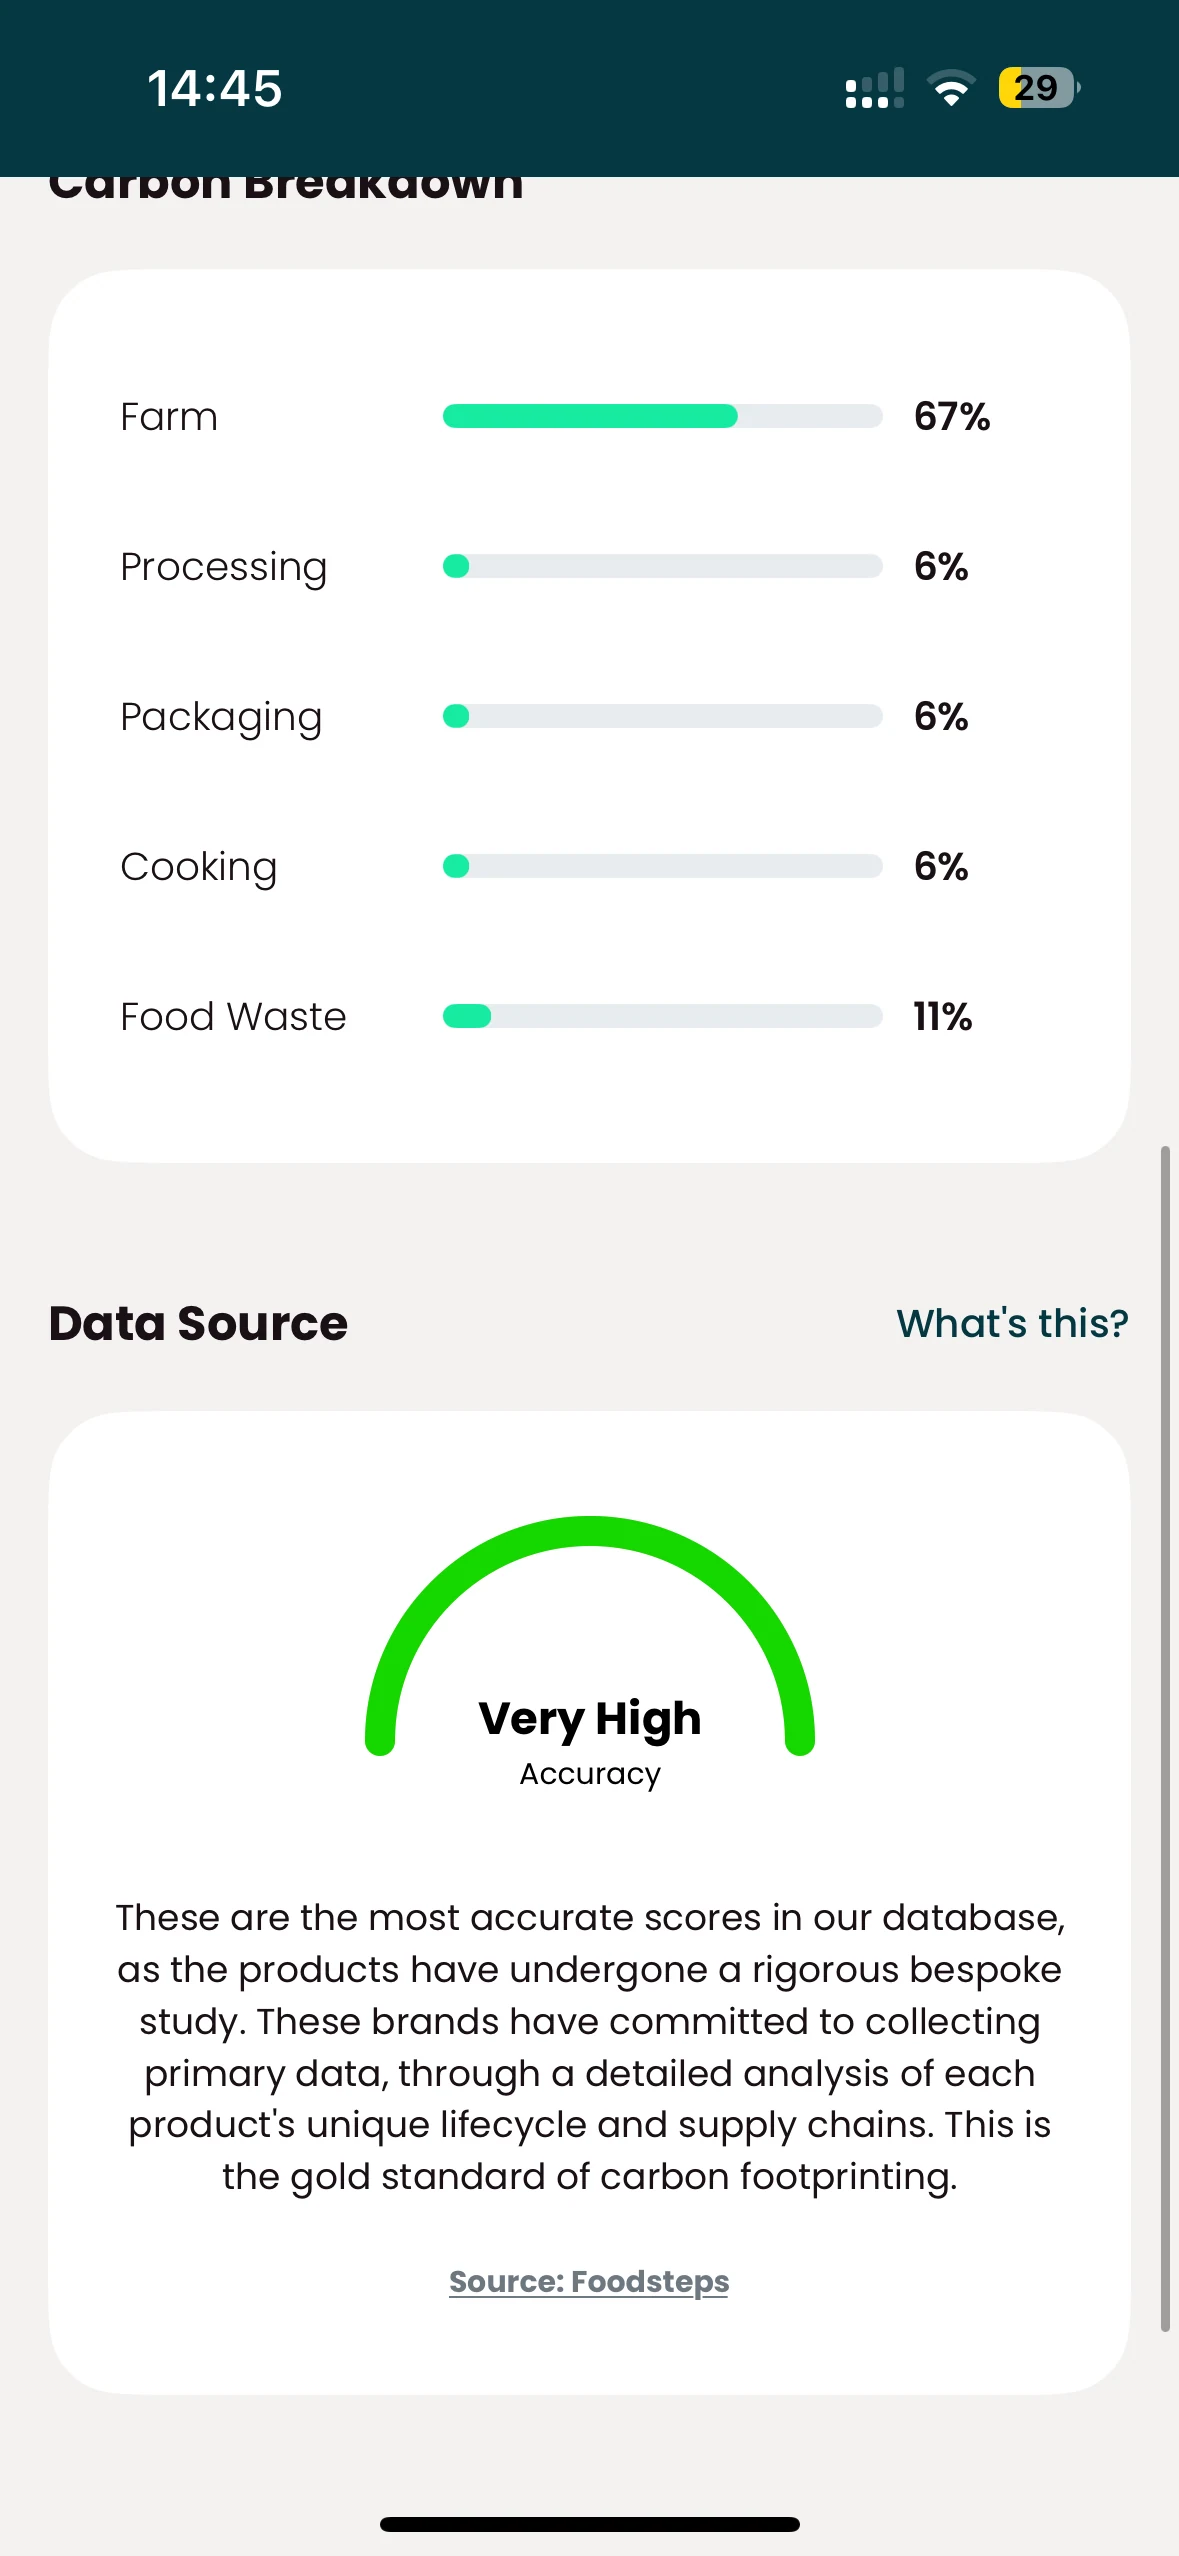 14:45
29
Carbon Breakdown
Farm 67%
Processing 6%
Packaging 6%
Cooking 6%
Food Waste 11%
Data Source What's this?
Very High
Accuracy
These are the most accurate scores in our database,
as the products have undergone a rigorous bespoke
study. These brands have committed to collecting
primary data, through a detailed analysis of each
product's unique lifecycle and supply chains. This is
the gold standard of carbon footprinting.
Source: Foodsteps